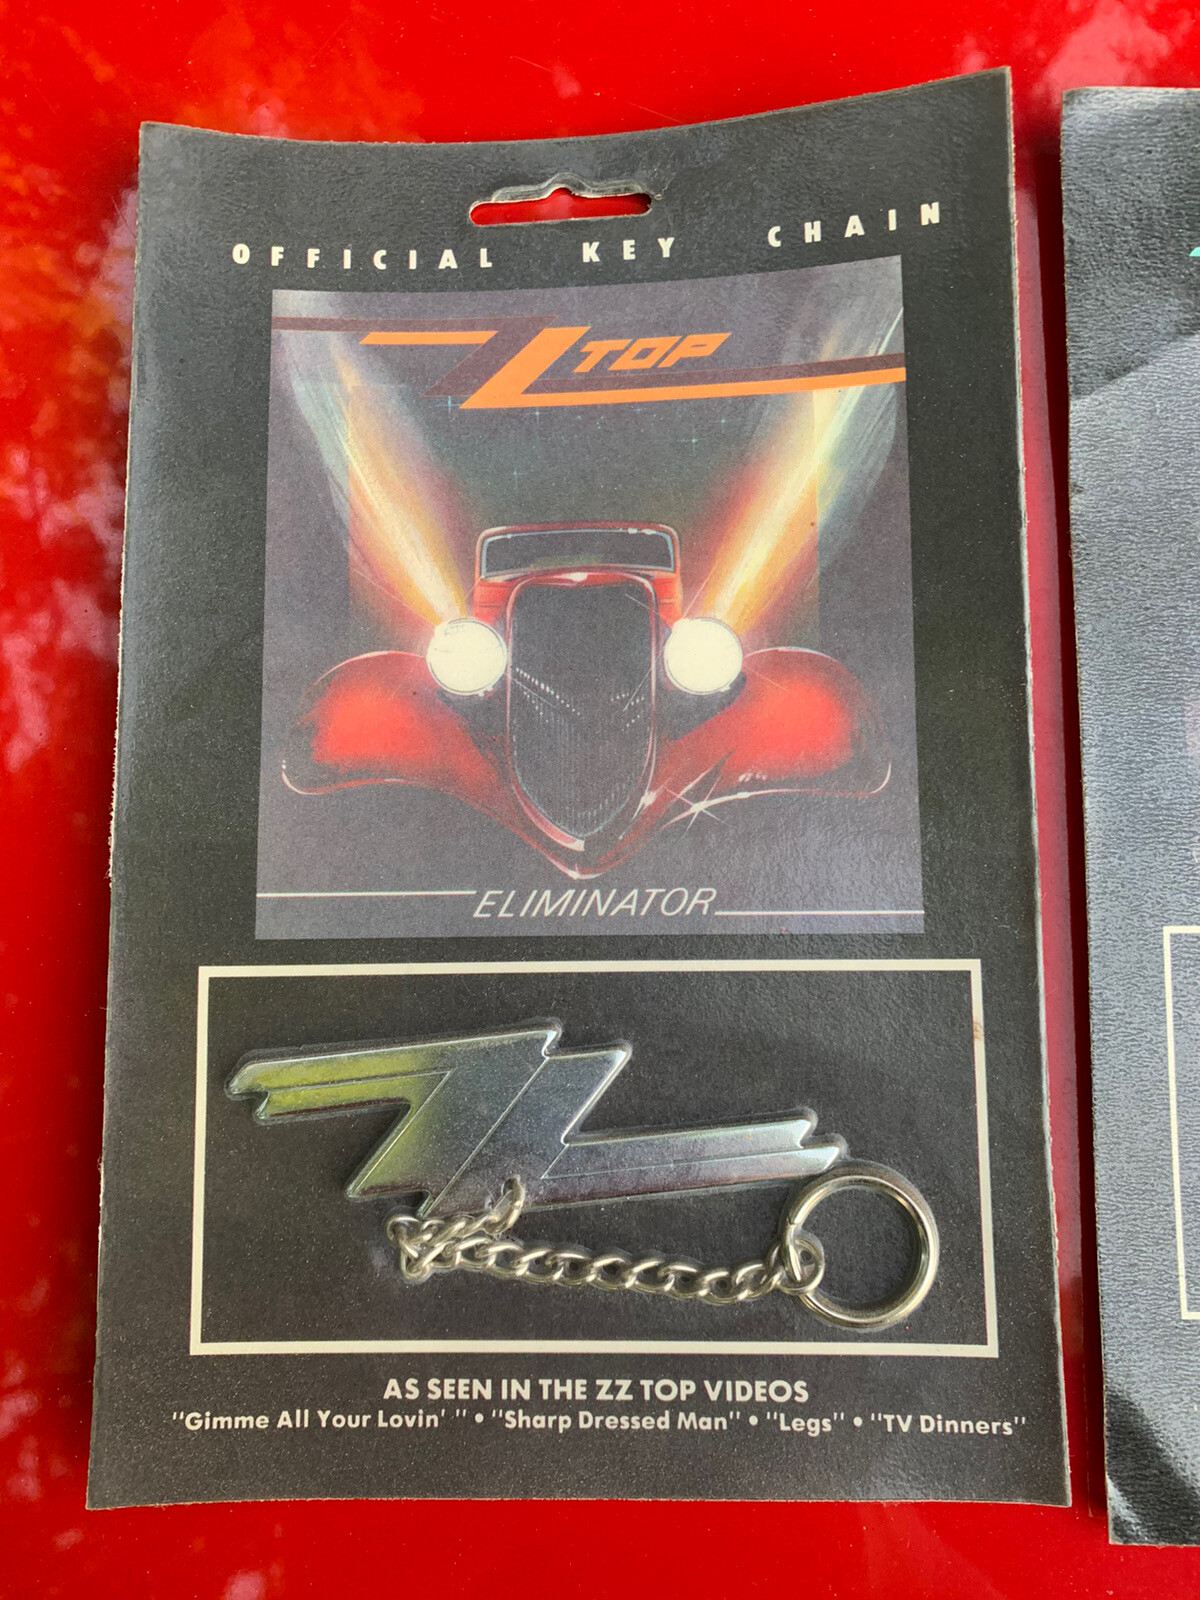 OFFICIAL KEY CHAIN
ZZ TOP
ELIMINATOR
AS SEEN IN THE ZZ TOP VIDEOS
"Gimme All Your Lovin' " • "Sharp Dressed Man" • "Legs" • "TV Dinners"